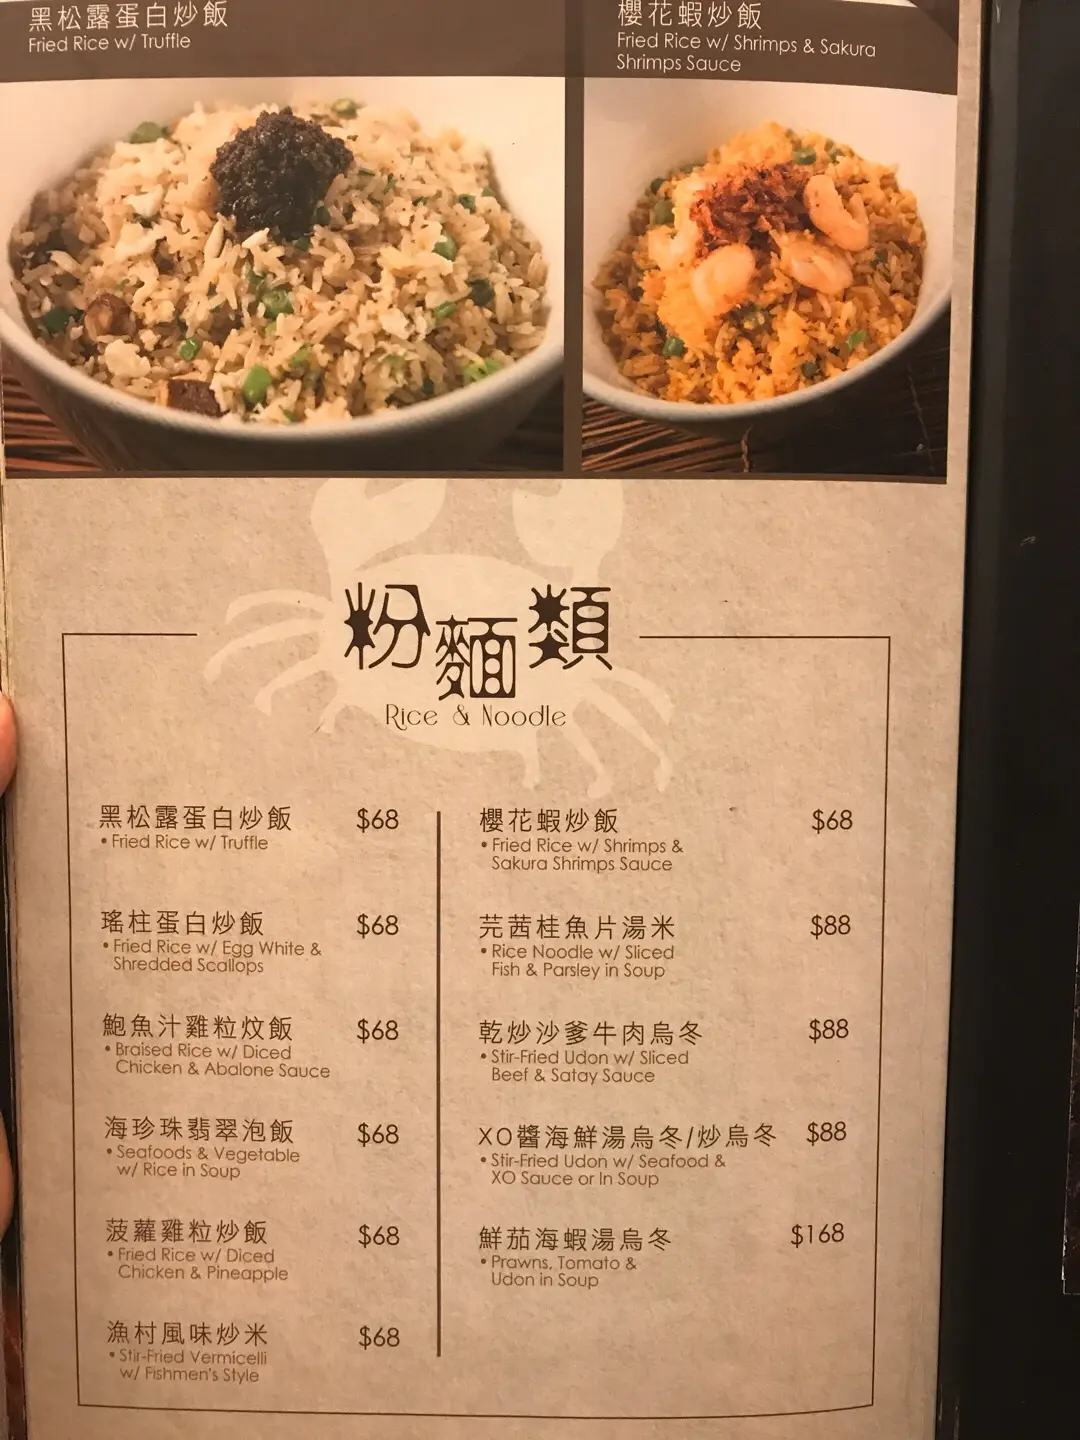 黑松露蛋白炒飯
Fried Rice w/ Truffle
櫻花蝦炒飯
Fried Rice w/ Shrimps & Sakura
Shrimps Sauce
粉麵類
Rice & Noodle
黑松露蛋白炒飯 $68
• Fried Rice w/ Truffle
瑤柱蛋白炒飯 $68
• Fried Rice w/ Egg White &
Shredded Scallops
鮑魚汁雞粒炆飯 $68
• Braised Rice w/ Diced
Chicken & Abalone Sauce
海珍珠翡翠泡飯 $68
• Seafoods & Vegetable
w/ Rice in Soup
菠蘿雞粒炒飯 $68
• Fried Rice w/ Diced
Chicken & Pineapple
漁村風味炒米 $68
• Stir-Fried Vermicelli
w/ Fishmen's Style
櫻花蝦炒飯 $68
• Fried Rice w/ Shrimps &
Sakura Shrimps Sauce
芫茜桂魚片湯米 $88
• Rice Noodle w/ Sliced
Fish & Parsley in Soup
乾炒沙爹牛肉烏冬 $88
• Stir-Fried Udon w/ Sliced
Beef & Satay Sauce
XO醬海鮮湯烏冬/炒烏冬 $88
• Stir-Fried Udon w/ Seafood &
XO Sauce or In Soup
鮮茄海蝦湯烏冬 $168
• Prawns, Tomato &
Udon in Soup